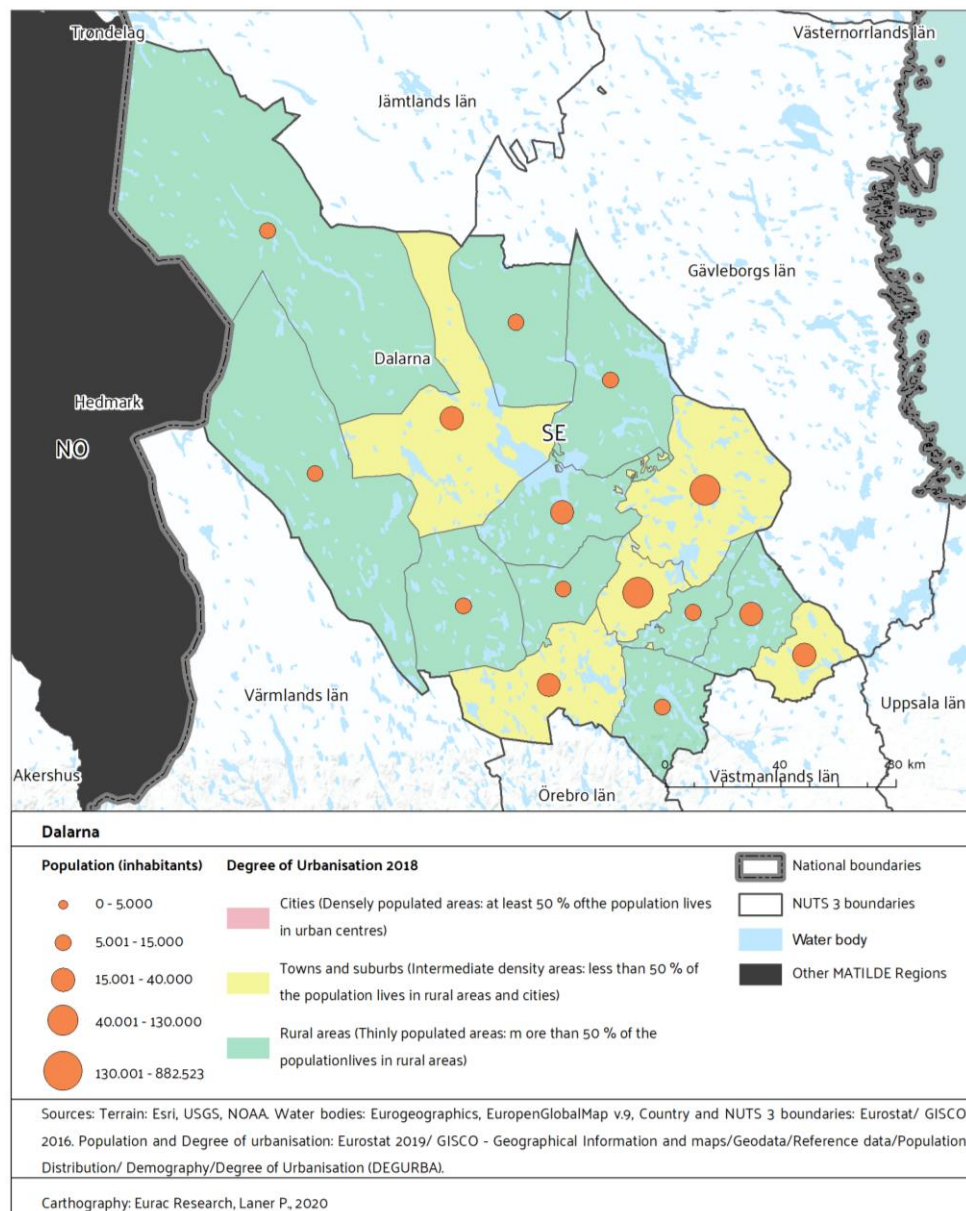 Trøndelag
Västernorrlands län
Jämtlands län
Gävleborgs län
Dalarna
Hedmark
SE
NO
Värmlands län
Uppsala län
Akershus
0 40 80 km
Västmanlands län
Örebro län
Dalarna
Population (inhabitants)
0 - 5.000
5.001 - 15.000
15.001 - 40.000
40.001 - 130.000
130.001 - 882.523
Degree of Urbanisation 2018
Cities (Densely populated areas: at least 50 % ofthe population lives
in urban centres)
Towns and suburbs (Intermediate density areas: less than 50 % of
the population lives in rural areas and cities)
Rural areas (Thinly populated areas: m ore than 50 % of the
populationlives in rural areas)
National boundaries
NUTS 3 boundaries
Water body
Other MATILDE Regions
Sources: Terrain: Esri, USGS, NOAA. Water bodies: Eurogeographics, EuropenGlobalMap v.9, Country and NUTS 3 boundaries: Eurostat/ GISCO
2016. Population and Degree of urbanisation: Eurostat 2019/ GISCO - Geographical Information and maps/Geodata/Reference data/Population
Distribution/ Demography/Degree of Urbanisation (DEGURBA).
Carthography: Eurac Research, Laner P., 2020